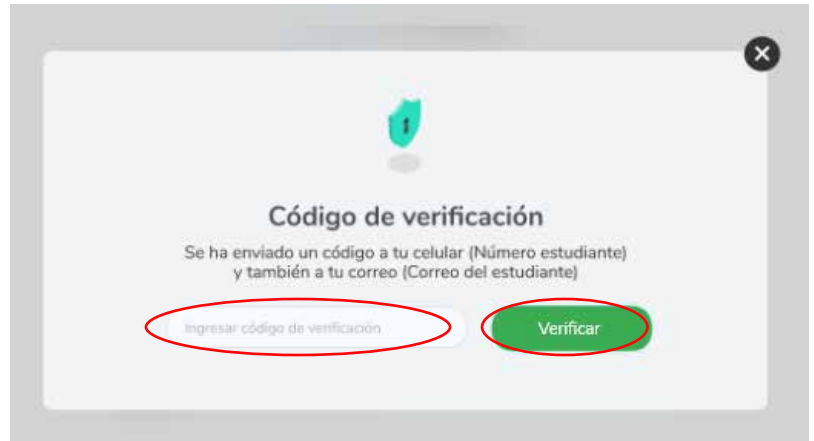 Código de verificación
Se ha enviado un código a tu celular (Número estudiante)
y también a tu correo (Correo del estudiante)
Ingresar código de verificación
Verificar